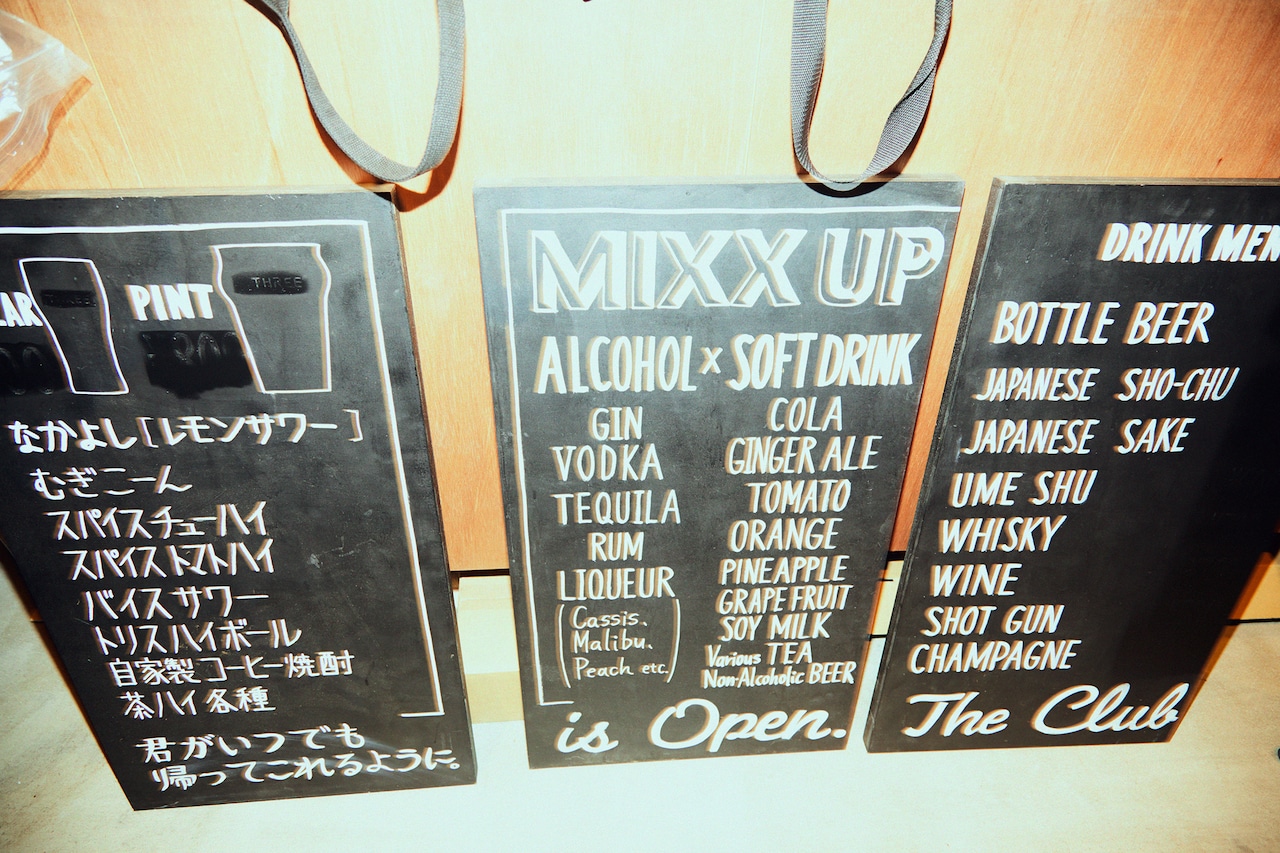 PINT
THREE
なかよし[レモンサワー]
むぎこーん
スパイスチューハイ
スパイストマトハイ
バイスサワー
トリスハイボール
自家製コーヒー焼酎
茶ハイ各種
君がいつでも
帰ってこれるように。
MIXX UP
ALCOHOL x SOFT DRINK
GIN
VODKA
TEQUILA
RUM
LIQUEUR
(Cassis.
Malibu.
Peach etc.)
COLA
GINGER ALE
TOMATO
ORANGE
PINEAPPLE
GRAPE FRUIT
SOY MILK
Various TEA
Non-Alcoholic BEER
is Open.
DRINK MEN
BOTTLE BEER
JAPANESE SHO-CHU
JAPANESE SAKE
UME SHU
WHISKY
WINE
SHOT GUN
CHAMPAGNE
The Club